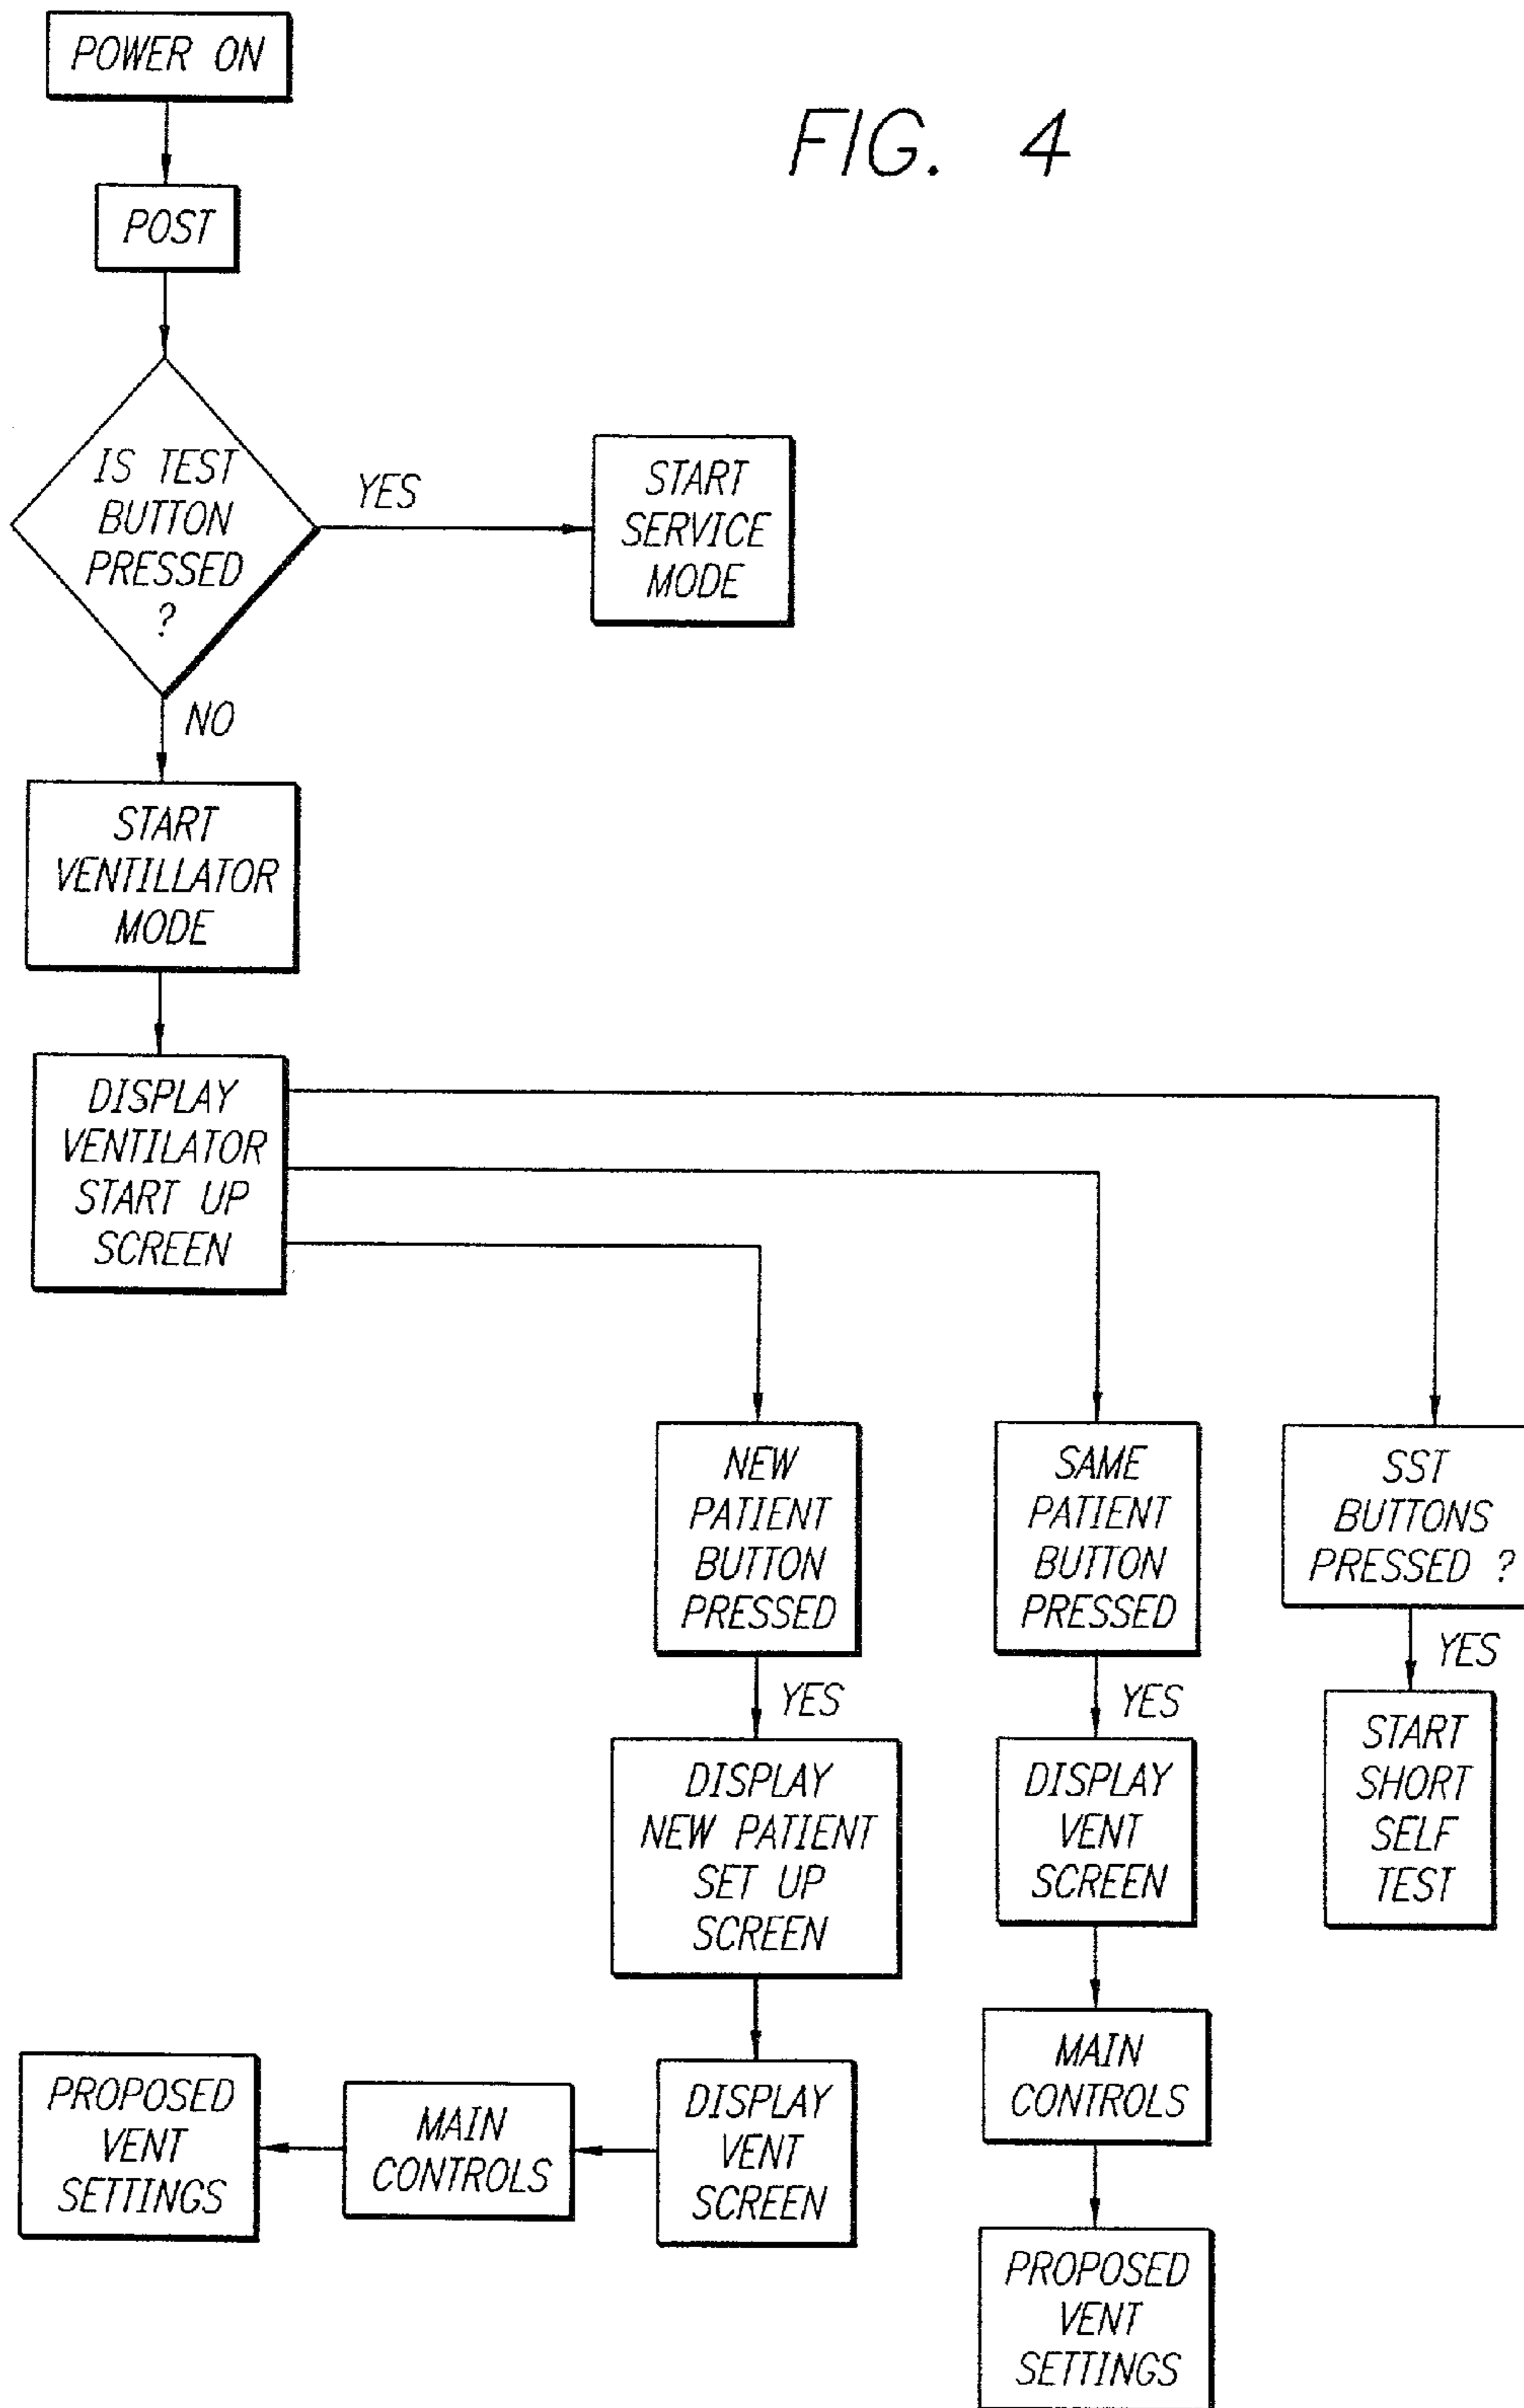 POWER ON
FIG. 4
POST
IS TEST
BUTTON
PRESSED
?
YES
START
SERVICE
MODE
NO
START
VENTILLATOR
MODE
DISPLAY
VENTILATOR
START UP
SCREEN
NEW
PATIENT
BUTTON
PRESSED
SAME
PATIENT
BUTTON
PRESSED
SST
BUTTONS
PRESSED ?
YES
YES
YES
DISPLAY
NEW PATIENT
SET UP
SCREEN
DISPLAY
VENT
SCREEN
START
SHORT
SELF
TEST
PROPOSED
VENT
SETTINGS
MAIN
CONTROLS
DISPLAY
VENT
SCREEN
MAIN
CONTROLS
PROPOSED
VENT
SETTINGS